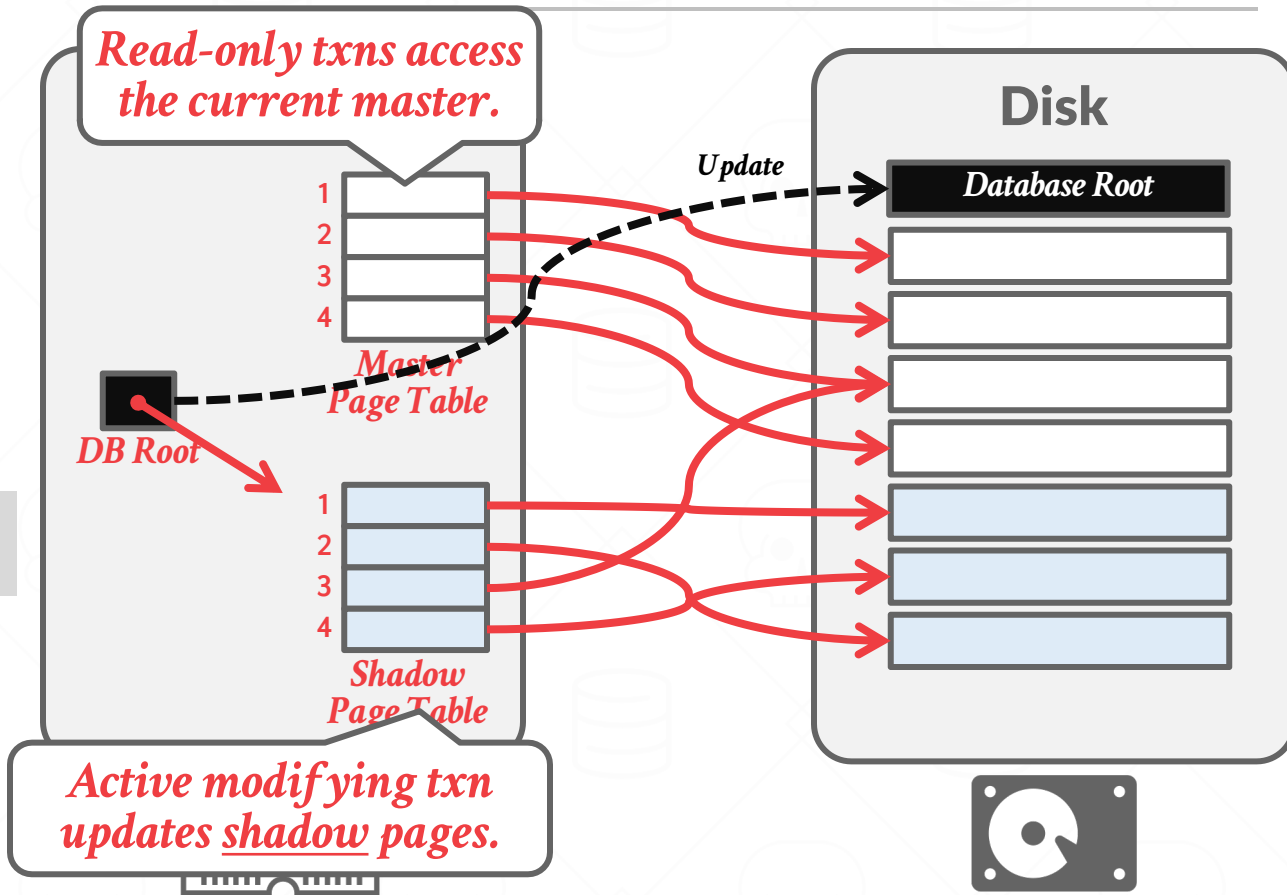 Read-only txns access
the current master.
Disk
Update
Database Root
1
2
3
4
Master
Page Table
DB Root
1
2
3
4
Shadow
Page Table
Active modifying txn
updates shadow pages.